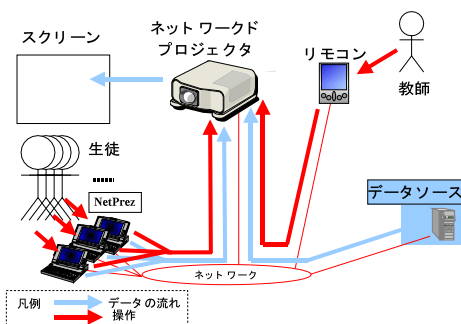 スクリーン
ネットワークド
プロジェクタ
リモコン
教師
生徒
NetPrez
データソース
ネットワーク
凡例
データの流れ
操作